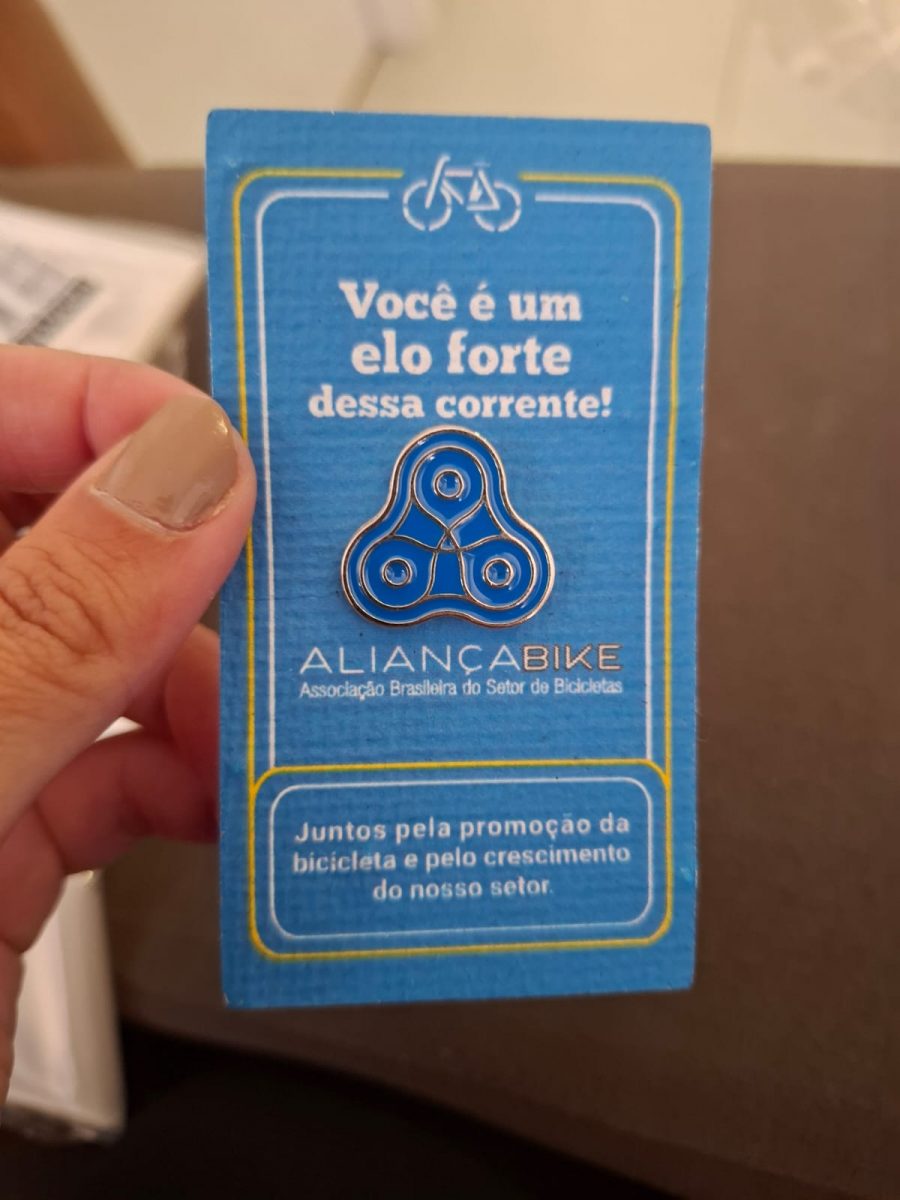 Você é um
elo forte
dessa corrente!
ALIANÇABIKE
Associação Brasileira do Setor de Bicicletas
Juntos pela promoção da
bicicleta e pelo crescimento
do nosso setor.